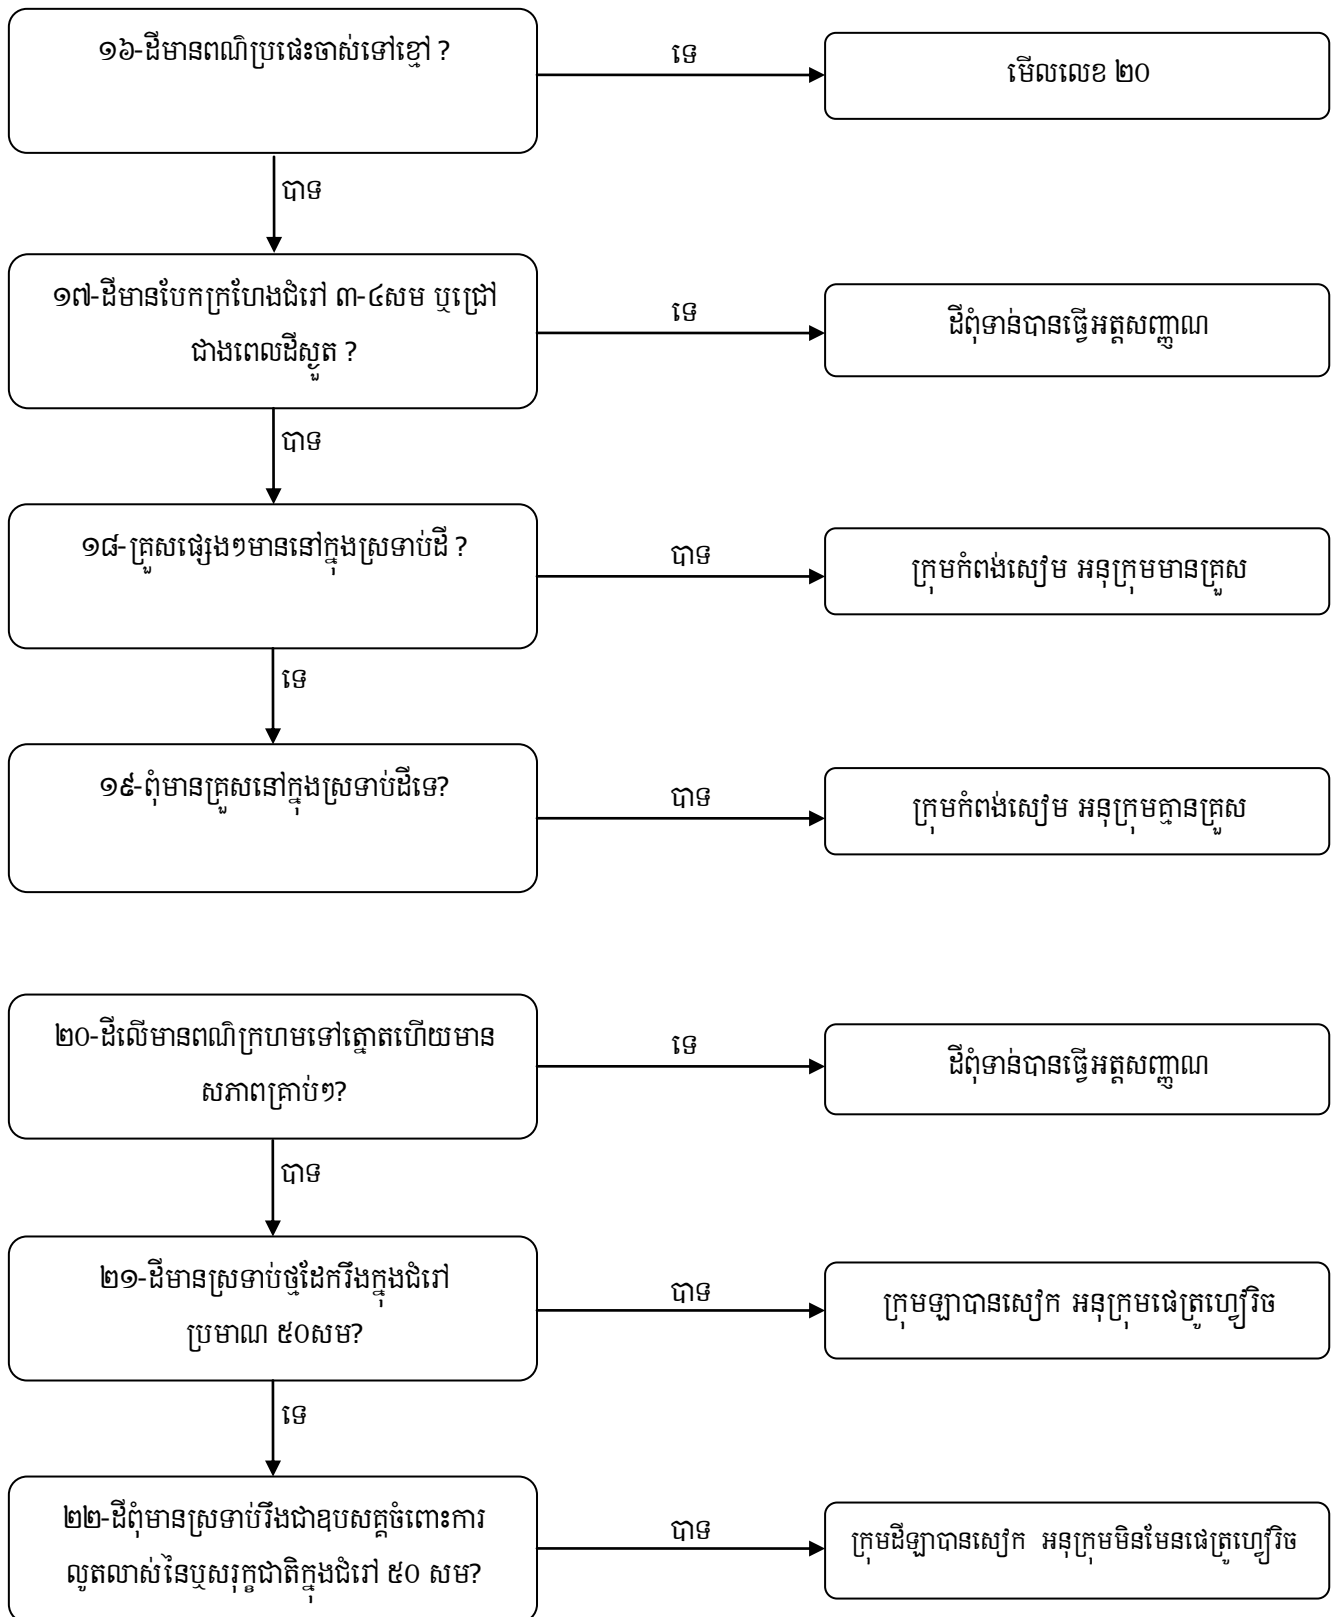 ១៦-ដីមានពណ៌ប្រផេះចាស់ទៅខ្មៅ ?
ទេ
មើលលេខ ២០
បាទ
១៧-ដីមានបែកក្រហែងជំរៅ ៣-៤សម ឬជ្រៅ
ជាងពេលដីស្ងួត ?
ទេ
ដីពុំទាន់បានធ្វើអត្តសញ្ញាណ
បាទ
១៨-គ្រួសផ្សេងៗមាននៅក្នុងស្រទាប់ដី ?
បាទ
ក្រុមកំពង់សៀម អនុក្រុមមានគ្រួស
ទេ
១៩-ពុំមានគ្រួសនៅក្នុងស្រទាប់ដីទេ?
បាទ
ក្រុមកំពង់សៀម អនុក្រុមគ្មានគ្រួស
២០-ដីលើមានពណ៌ក្រហមទៅត្នោតហើយមាន
សភាពគ្រាប់ៗ?
ទេ
ដីពុំទាន់បានធ្វើអត្តសញ្ញាណ
បាទ
២១-ដីមានស្រទាប់ថ្មដែករឹងក្នុងជំរៅ
ប្រមាណ ៥០សម?
បាទ
ក្រុមឡាបានសៀក អនុក្រុមផេត្រូហ្វៀរិច
ទេ
២២-ដីពុំមានស្រទាប់រឹងជាឧបសគ្គចំពោះការ
លូតលាស់នៃឬសរុក្ខជាតិក្នុងជំរៅ ៥០ សម?
បាទ
ក្រុមដីឡាបានសៀក អនុក្រុមមិនមែនផេត្រូហ្វៀរិច